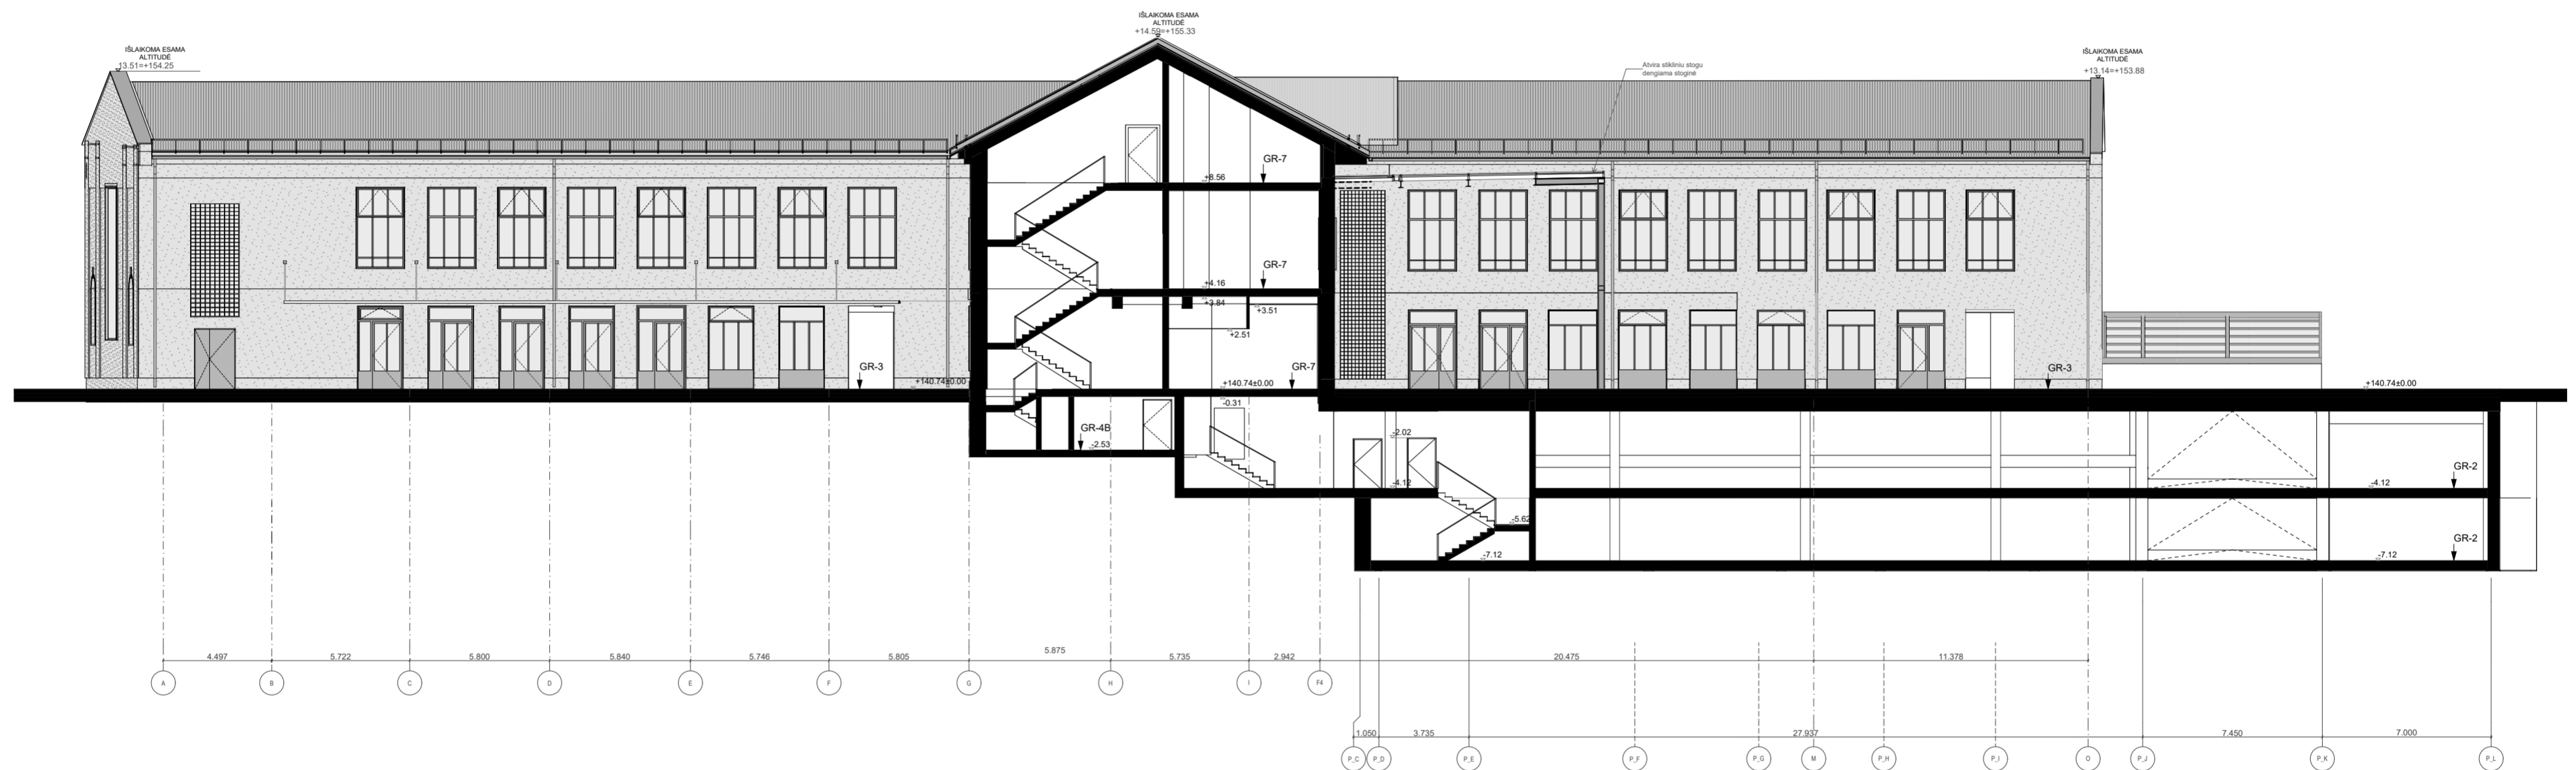 IŠLAIKOMA ESAMA
ALTITUDĖ
+14.59=+155.33
IŠLAIKOMA ESAMA
ALTITUDĖ
13.51=+154.25
IŠLAIKOMA ESAMA
ALTITUDĖ
+13.14=+153.88
Atvira stikliniu stogu
dengiama stoginė
GR-7
+8.56
GR-7
+4.16
+3.84
+3.51
+2.51
GR-3
+140.74±0.00
GR-7
+140.74±0.00
GR-3
+140.74±0.00
-0.31
GR-4B
-2.53
-2.02
-4.12
GR-2
-4.12
-5.62
GR-2
-7.12
-7.12
4.497
5.722
5.800
5.840
5.746
5.805
5.875
5.735
2.942
20.475
11.378
A
B
C
D
E
F
G
H
I
F4
1.050
3.735
27.937
7.450
7.000
P_C
P_D
P_E
P_F
P_G
M
P_H
P_I
O
P_J
P_K
P_L